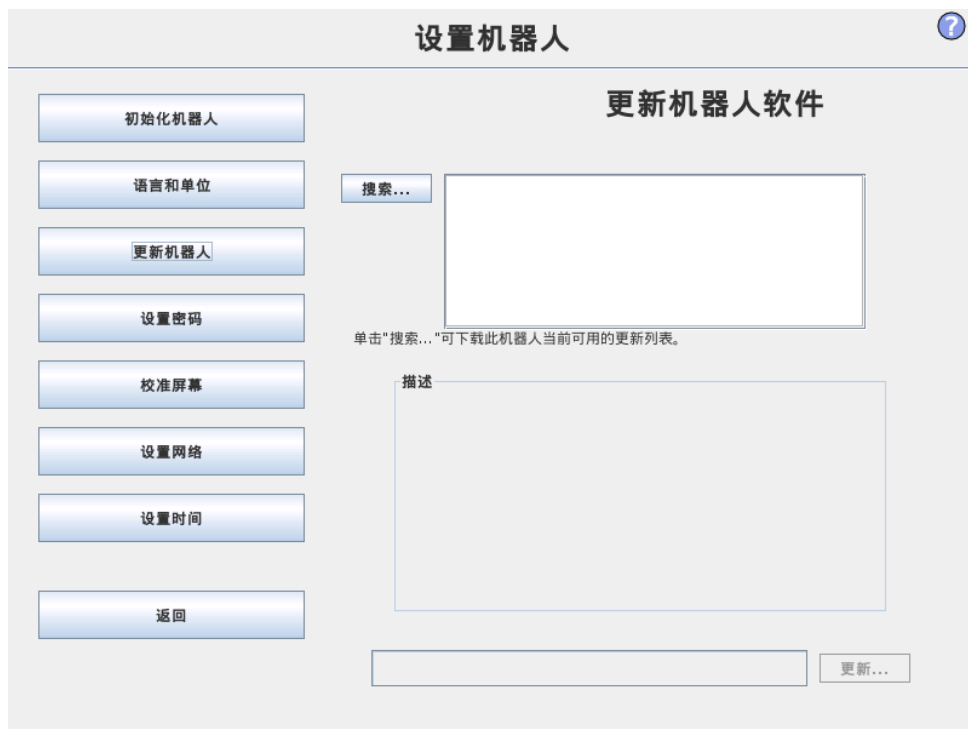 设置机器人
?
初始化机器人
语言和单位
更新机器人
设置密码
校准屏幕
设置网络
设置时间
返回
更新机器人软件
搜索...
单击"搜索..."可下载此机器人当前可用的更新列表。
描述
更新...